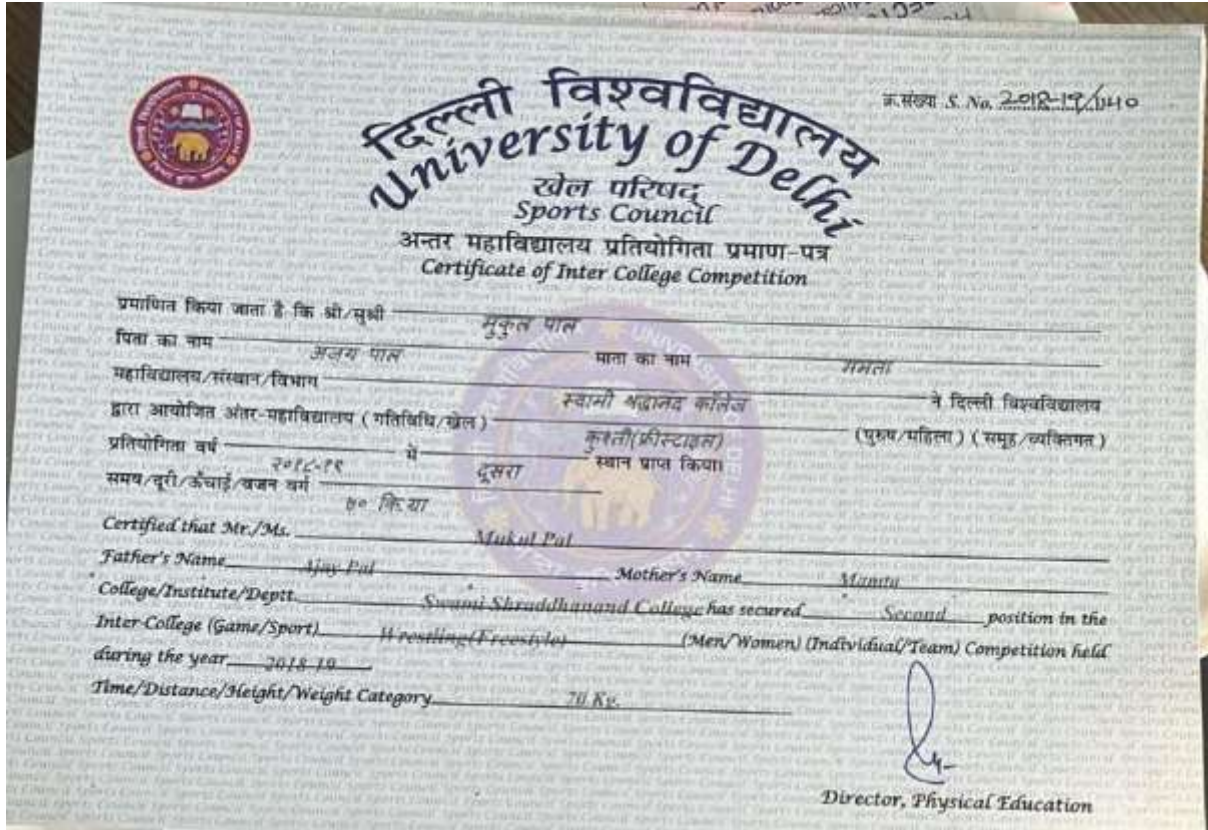 क्र.संख्या S. No. 2018-19/
दिल्ली विश्वविद्यालय
University of Delhi
खेल परिषद्
Sports Council
अन्तर महाविद्यालय प्रतियोगिता प्रमाण-पत्र
Certificate of Inter College Competition
प्रमाणित किया जाता है कि श्री/सुश्री मुकुल पाल
पिता का नाम अजय पाल माता का नाम ममता
महाविद्यालय/संस्थान/विभाग स्वामी श्रद्धानंद कॉलेज ने दिल्ली विश्वविद्यालय
द्वारा आयोजित अंतर-महाविद्यालय (गतिविधि/खेल) कुश्ती(फ्रीस्टाइल) (पुरुष/महिला) (समूह/व्यक्तिगत)
प्रतियोगिता वर्ष २०१८-१९ में दूसरा स्थान प्राप्त किया।
समय/दूरी/ऊँचाई/वजन वर्ग ७० कि.
Certified that Mr./Ms. Mukul Pal
Father's Name Ajay Pal Mother's Name
College/Institute/Deptt. Swami Shraddhanand College has secured Second position in the
Inter-College (Game/Sport) Wrestling(Freestyle) (Men/Women) (Individual/Team) Competition held
during the year 2018-19
Time/Distance/Height/Weight Category 70 Kg.
Director, Physical Education